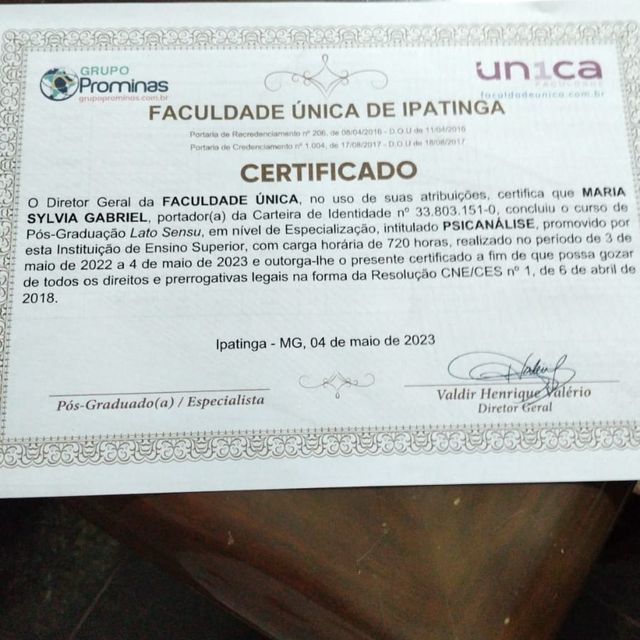 GRUPO
Prominas
grupoprominas.com.br
un1ca
FACULDADE
faculdadeunica.com.br
FACULDADE ÚNICA DE IPATINGA
Portaria de Recredenciamento nº 206, de 08/04/2016 - D.O.U de 11/04/2016
Portaria de Credenciamento nº 1.004, de 17/08/2017 - D.O.U de 18/08/2017
CERTIFICADO
O Diretor Geral da FACULDADE ÚNICA, no uso de suas atribuições, certifica que MARIA
SYLVIA GABRIEL, portador(a) da Carteira de Identidade nº 33.803.151-0, concluiu o curso de
Pós-Graduação Lato Sensu, em nível de Especialização, intitulado PSICANÁLISE, promovido por
esta Instituição de Ensino Superior, com carga horária de 720 horas, realizado no período de 3 de
maio de 2022 a 4 de maio de 2023 e outorga-lhe o presente certificado a fim de que possa gozar
de todos os direitos e prerrogativas legais na forma da Resolução CNE/CES nº 1, de 6 de abril de
2018.
Ipatinga - MG, 04 de maio de 2023
Pós-Graduado(a) / Especialista
Valdir Henrique Valério
Diretor Geral